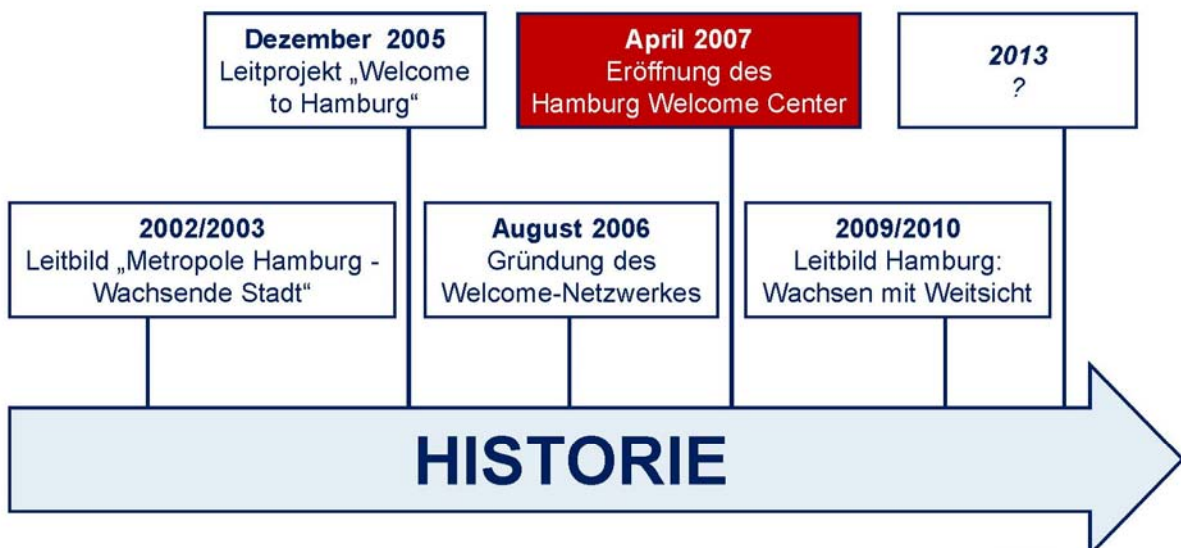 Dezember 2005
Leitprojekt „Welcome
to Hamburg“
April 2007
Eröffnung des
Hamburg Welcome Center
2013
?
2002/2003
Leitbild „Metropole Hamburg -
Wachsende Stadt“
August 2006
Gründung des
Welcome-Netzwerkes
2009/2010
Leitbild Hamburg:
Wachsen mit Weitsicht
HISTORIE